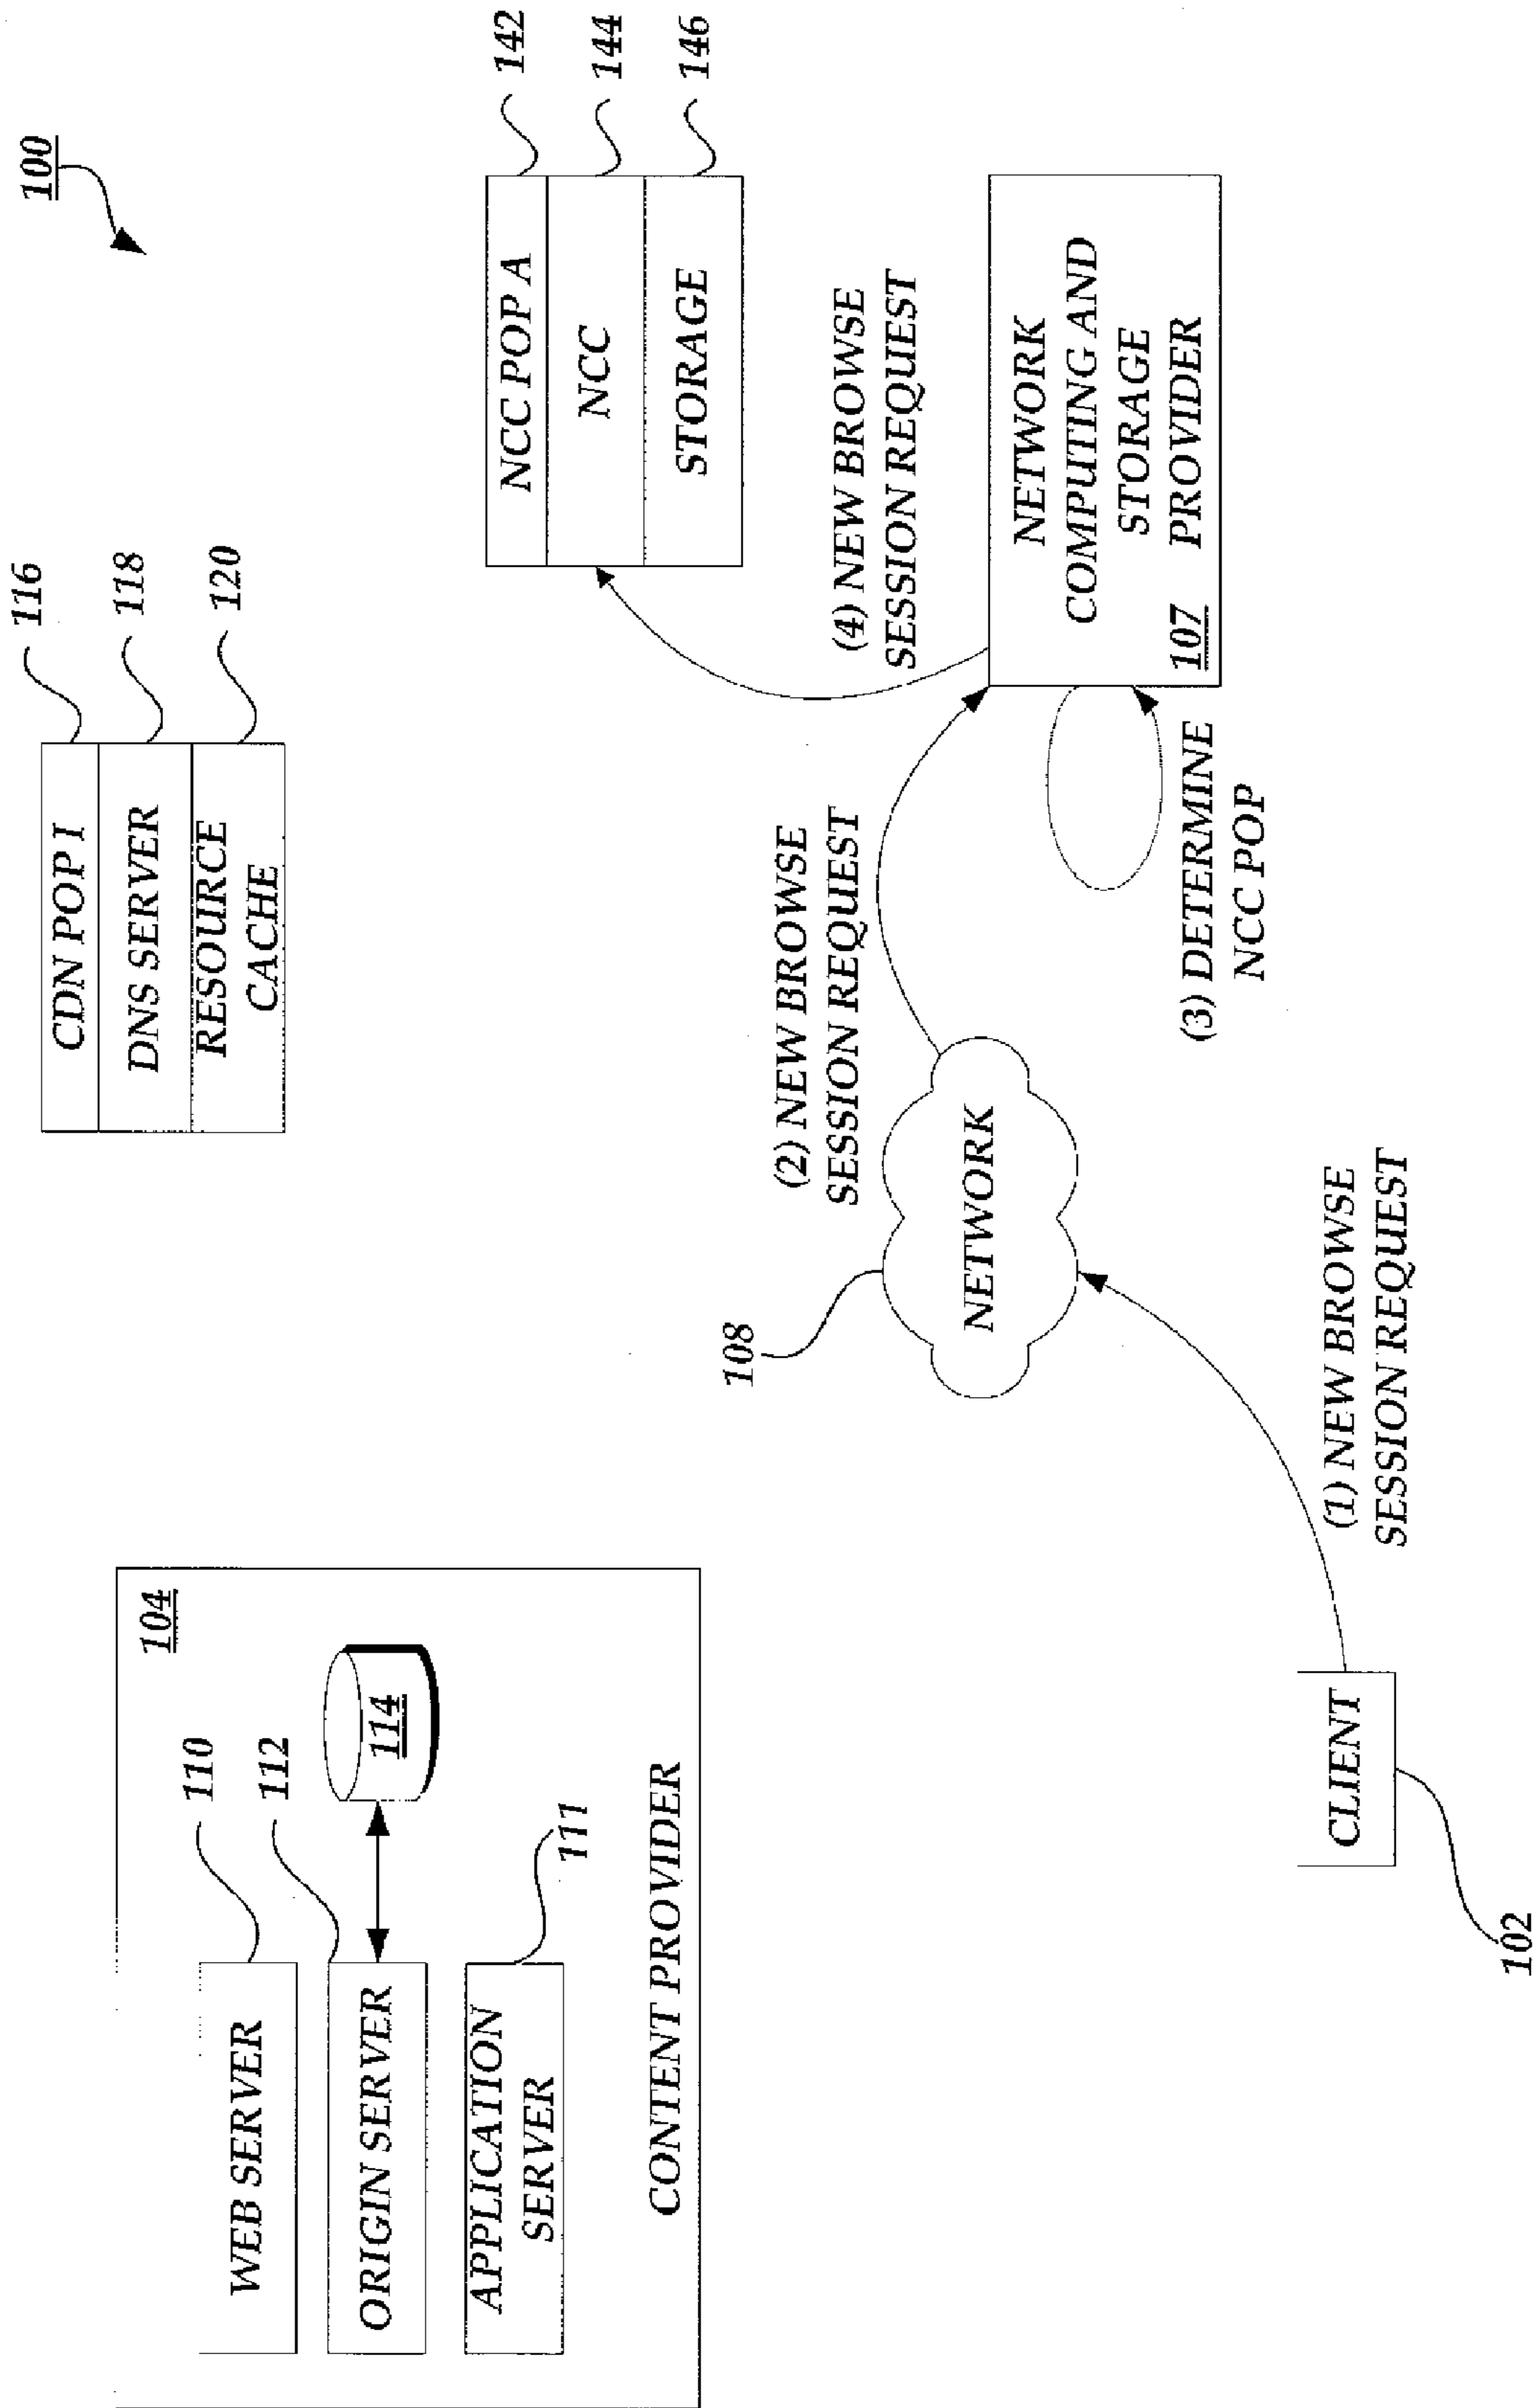 100
104
WEB SERVER
110
ORIGIN SERVER
112
114
APPLICATION
SERVER
111
CONTENT PROVIDER
CDN POP I
116
DNS SERVER
118
RESOURCE
CACHE
120
NCC POP A
142
NCC
144
STORAGE
146
108
NETWORK
(2) NEW BROWSE
SESSION REQUEST
(4) NEW BROWSE
SESSION REQUEST
NETWORK
COMPUTING AND
STORAGE
PROVIDER
107
(3) DETERMINE
NCC POP
CLIENT
102
(1) NEW BROWSE
SESSION REQUEST